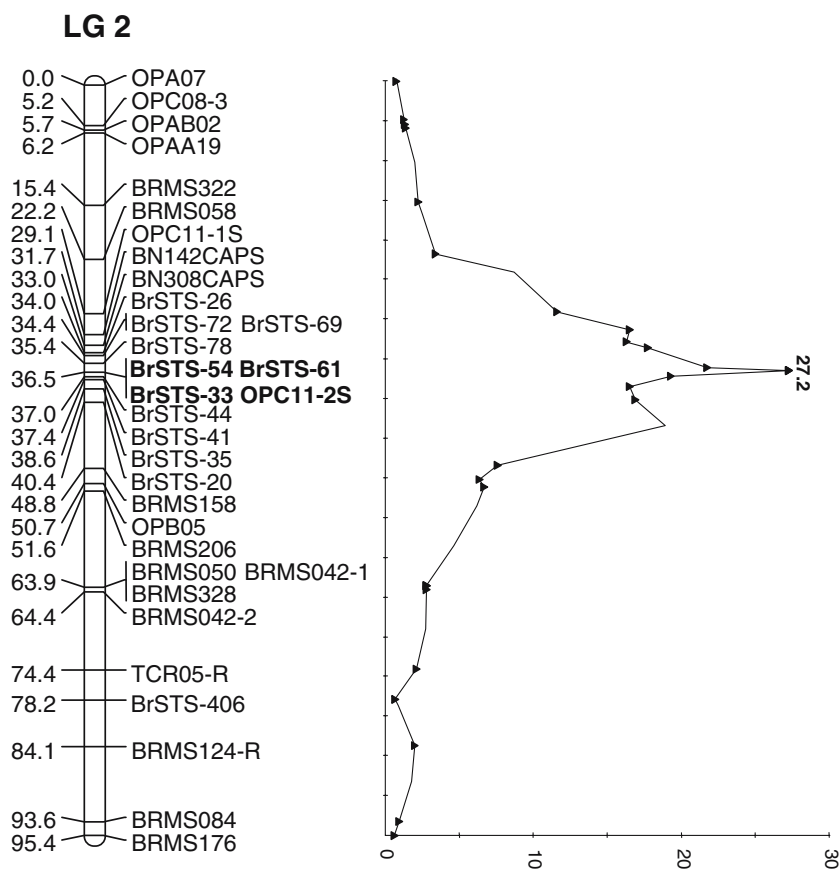 LG 2
0.0 OPA07
5.2 OPC08-3
5.7 OPAB02
6.2 OPAA19
15.4 BRMS322
22.2 BRMS058
29.1 OPC11-1S
31.7 BN142CAPS
33.0 BN308CAPS
34.0 BrSTS-26
34.4 BrSTS-72 BrSTS-69
35.4 BrSTS-78
36.5 BrSTS-54 BrSTS-61
BrSTS-33 OPC11-2S
37.0 BrSTS-44
37.4 BrSTS-41
38.6 BrSTS-35
40.4 BrSTS-20
48.8 BRMS158
50.7 OPB05
51.6 BRMS206
63.9 BRMS050 BRMS042-1
BRMS328
64.4 BRMS042-2
74.4 TCR05-R
78.2 BrSTS-406
84.1 BRMS124-R
93.6 BRMS084
95.4 BRMS176
27.2
0 10 20 30